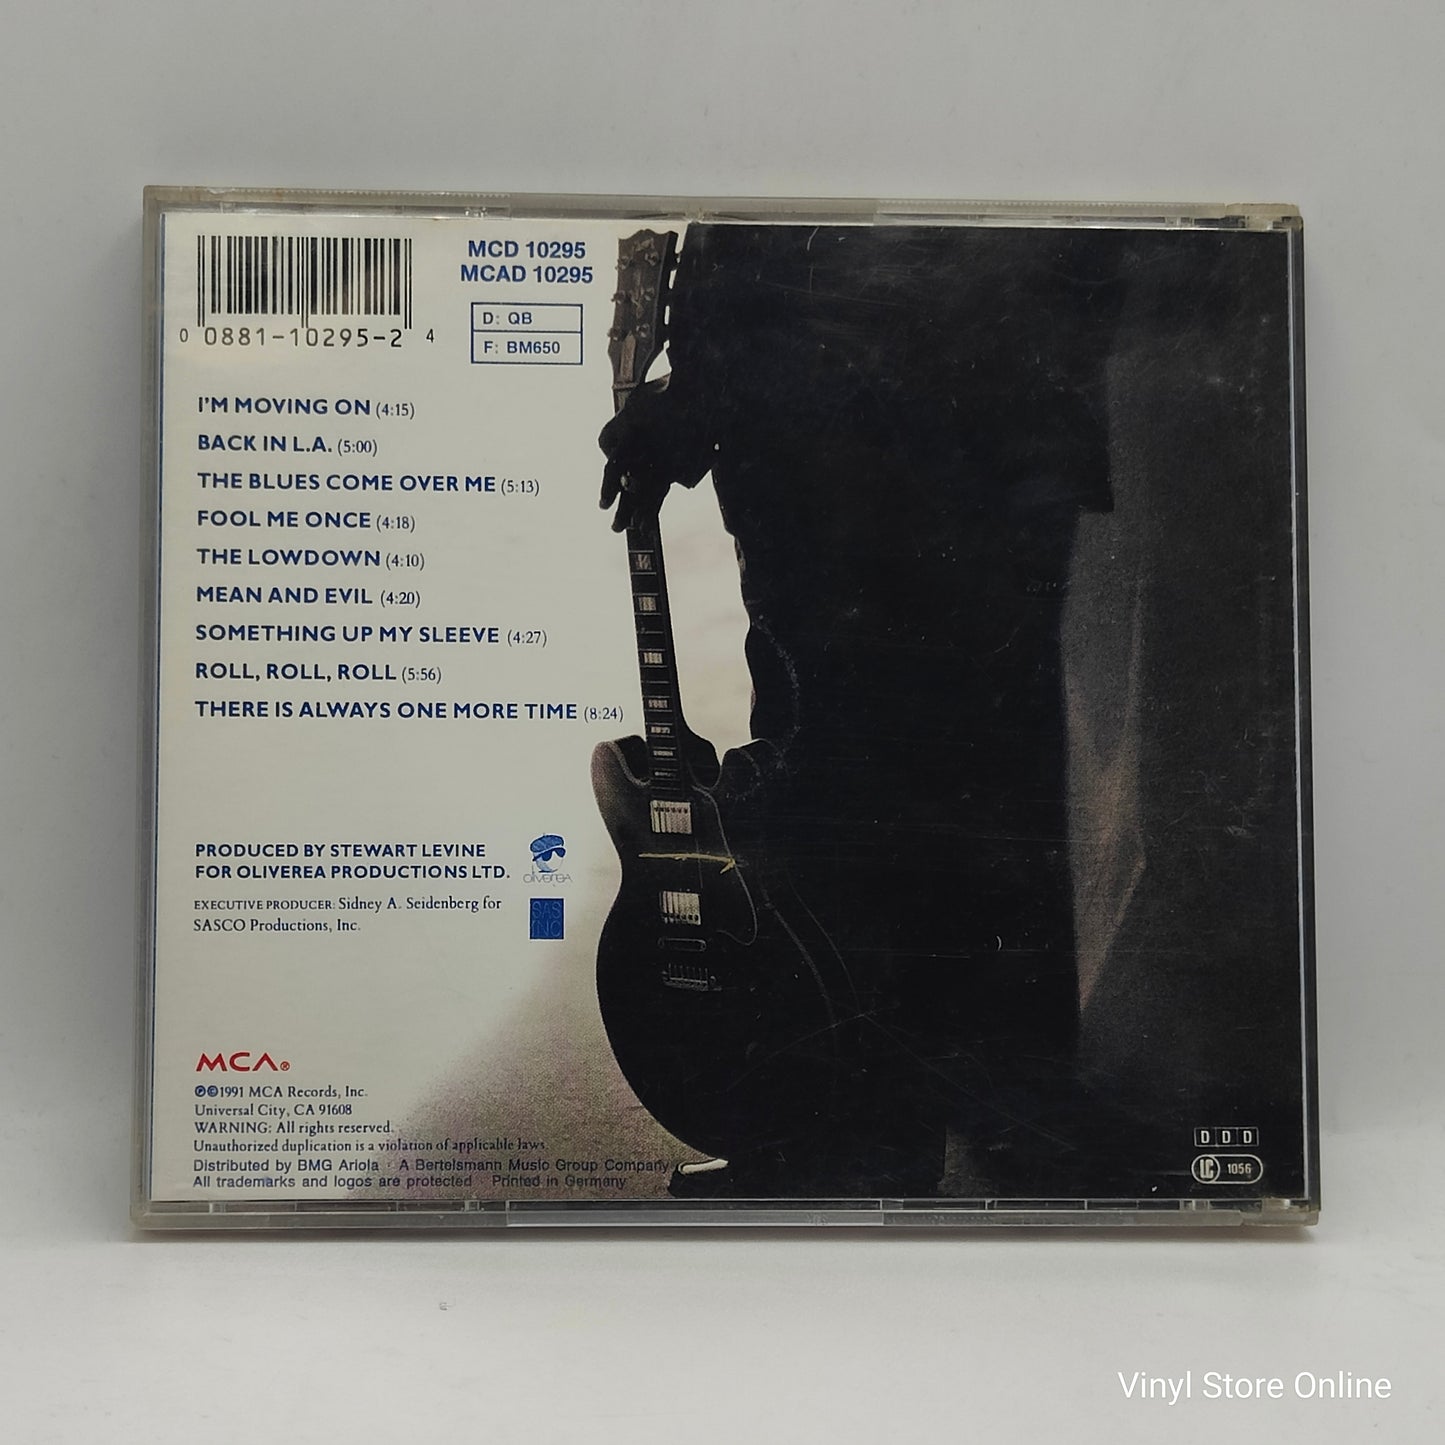 MCD 10295
MCAD 10295
0 0881-10295-2 4
D: QB
F: BM650
I'M MOVING ON (4:15)
BACK IN L.A. (5:00)
THE BLUES COME OVER ME (5:13)
FOOL ME ONCE (4:18)
THE LOWDOWN (4:10)
MEAN AND EVIL (4:20)
SOMETHING UP MY SLEEVE (4:27)
ROLL, ROLL, ROLL (5:56)
THERE IS ALWAYS ONE MORE TIME (8:24)
PRODUCED BY STEWART LEVINE
FOR OLIVEREA PRODUCTIONS LTD.
OLIVEREA
EXECUTIVE PRODUCER: Sidney A. Seidenberg for
SASCO Productions, Inc.
SAS
INC
MCA®
℗©1991 MCA Records, Inc.
Universal City, CA 91608
WARNING: All rights reserved.
Unauthorized duplication is a violation of applicable laws.
Distributed by BMG Ariola · A Bertelsmann Music Group Company
All trademarks and logos are protected · Printed in Germany
D D D
LC 1056
Vinyl Store Online